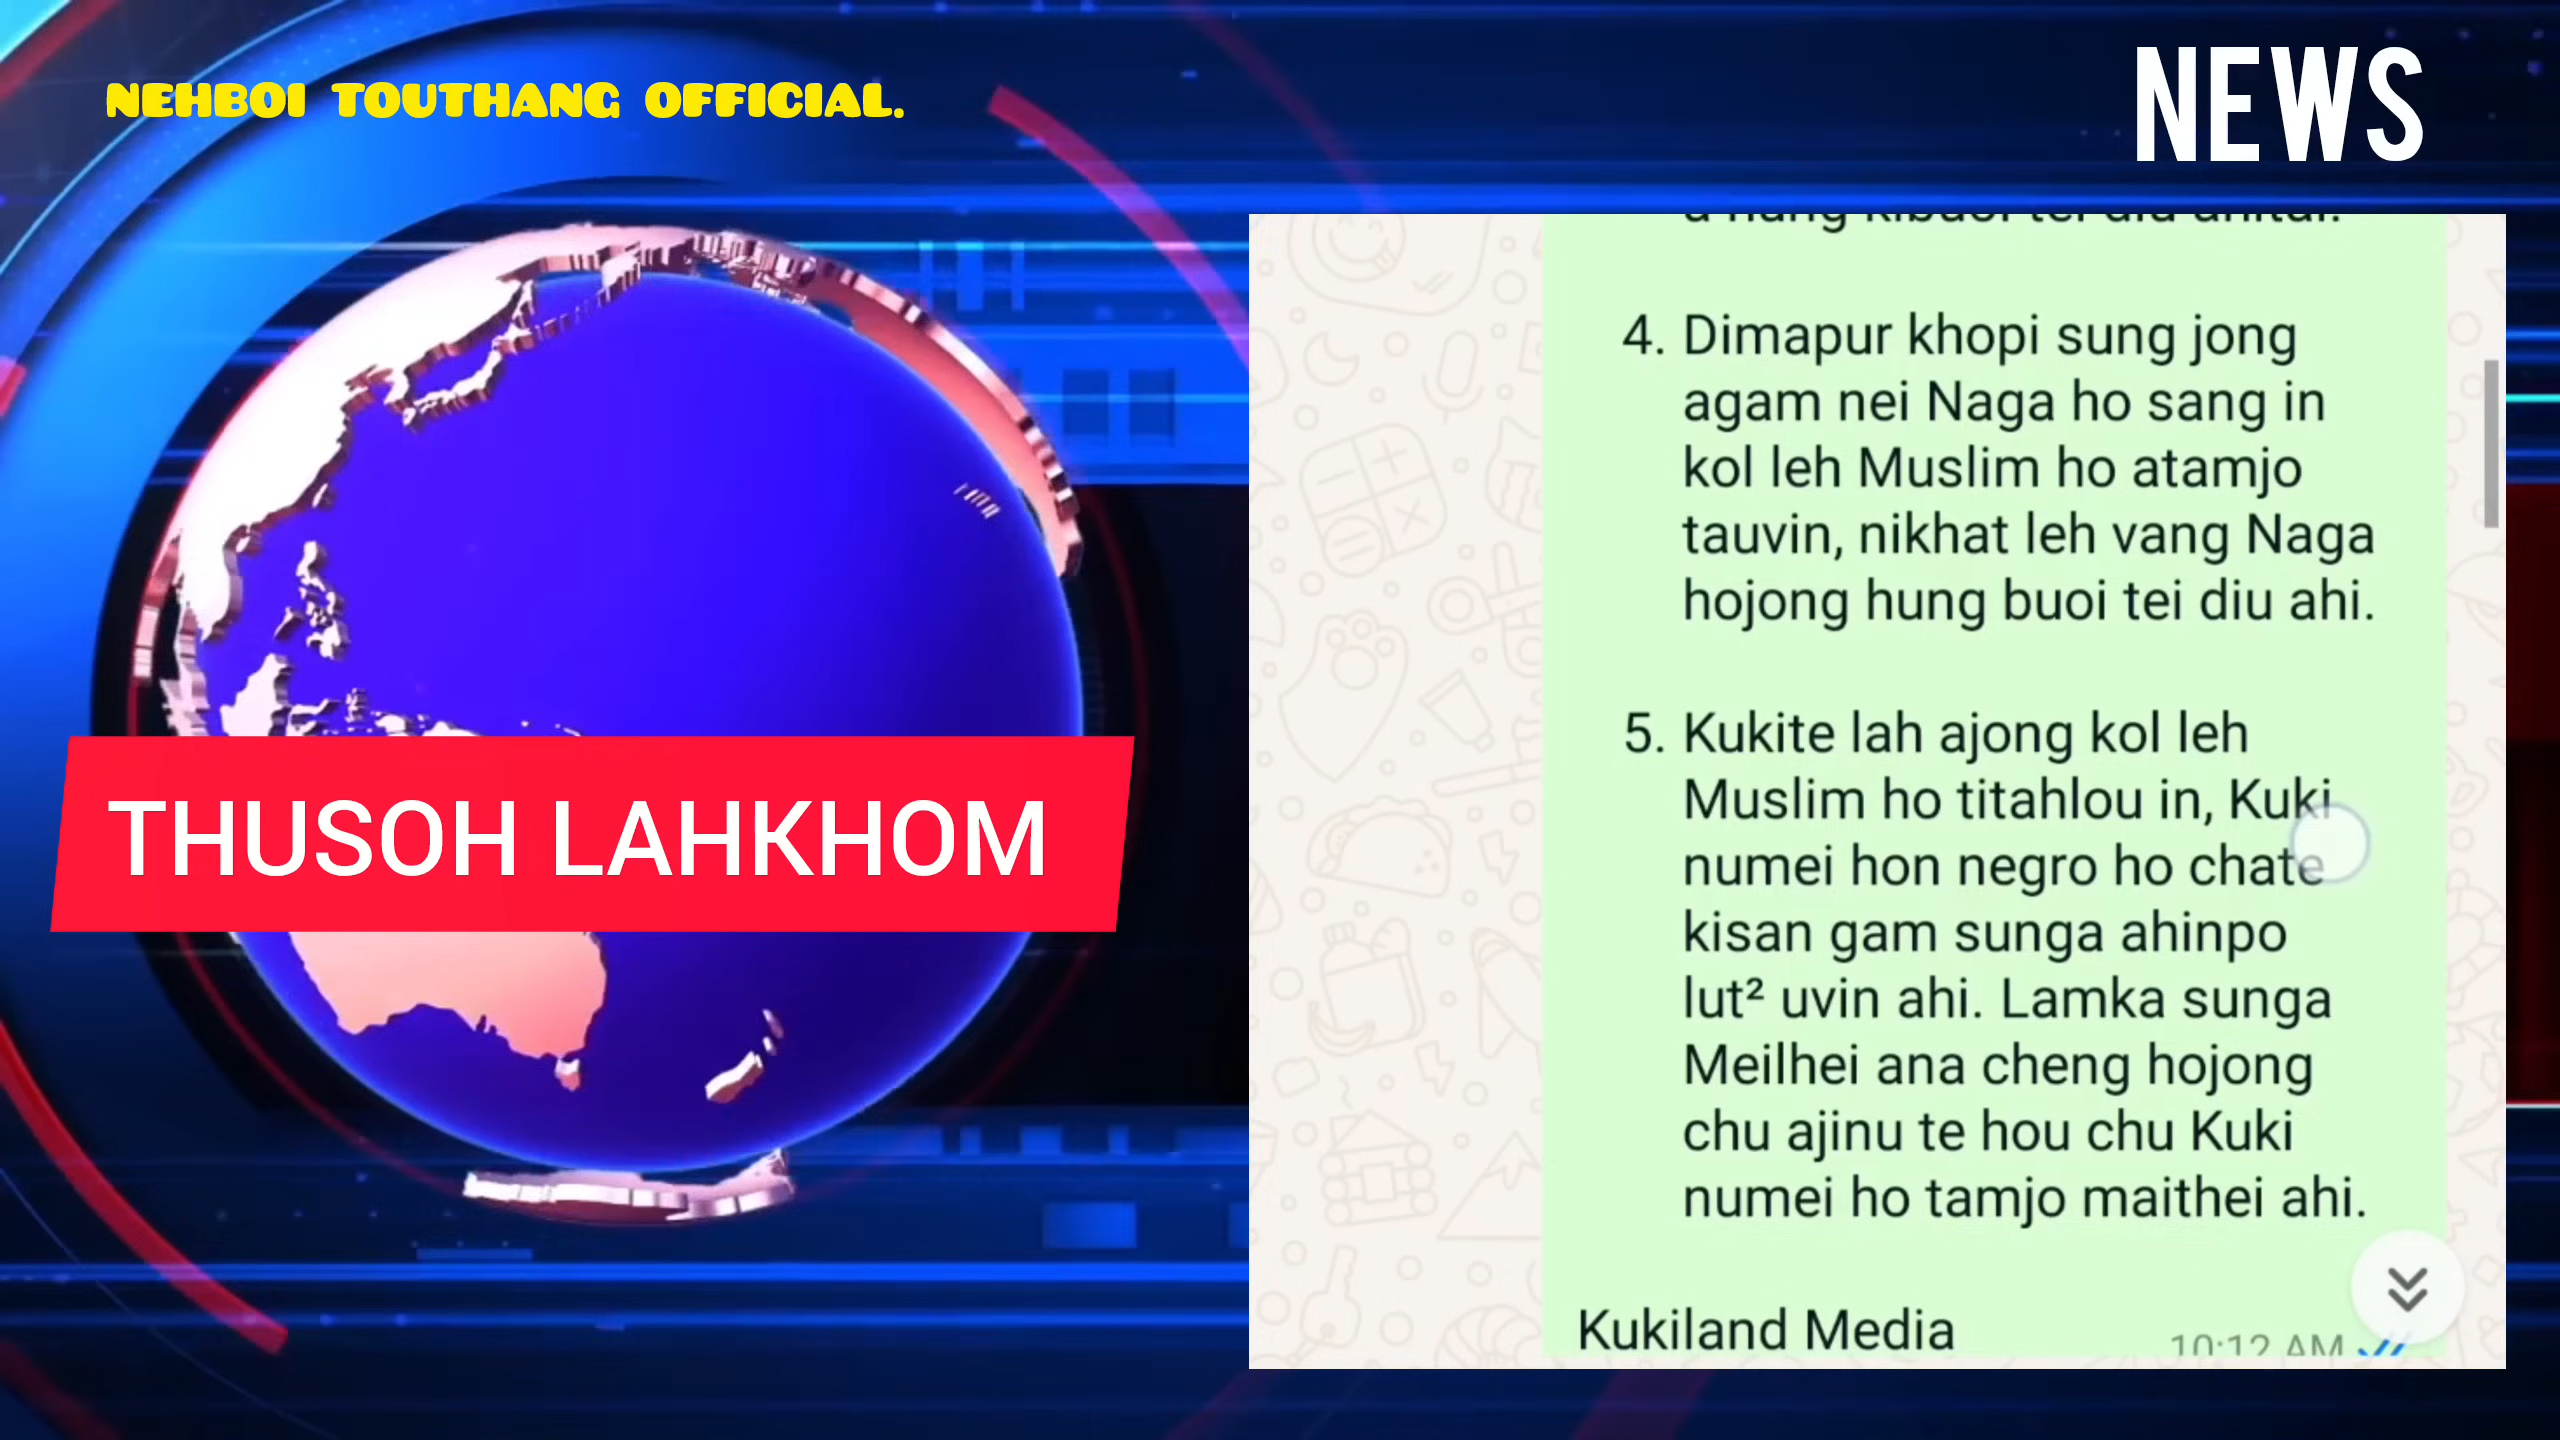 NEHBOI TOUTHANG OFFICIAL.
NEWS
THUSOH LAHKHOM
4. Dimapur khopi sung jong
agam nei Naga ho sang in
kol leh Muslim ho atamjo
tauvin, nikhat leh vang Naga
hojong hung buoi tei diu ahi.
5. Kukite lah ajong kol leh
Muslim ho titahlou in, Kuki
numei hon negro ho chate
kisan gam sunga ahinpo
lut² uvin ahi. Lamka sunga
Meilhei ana cheng hojong
chu ajinu te hou chu Kuki
numei ho tamjo maithei ahi.
Kukiland Media
10:12 AM